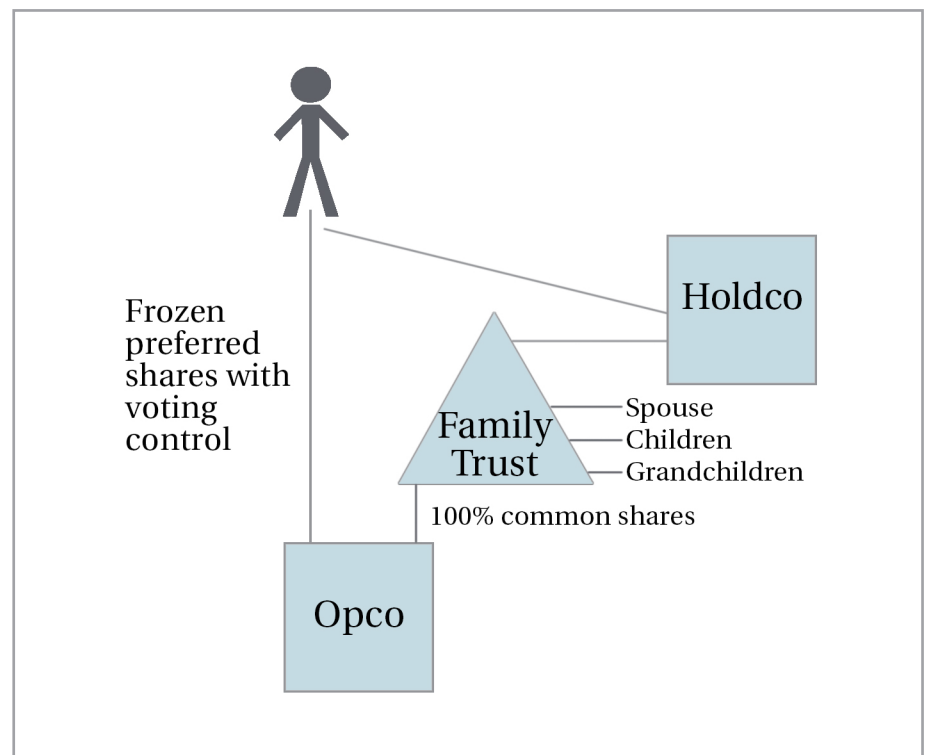 Holdco
Frozen
preferred
shares with
voting
control
Family
Trust
Spouse
Children
Grandchildren
100% common shares
Opco